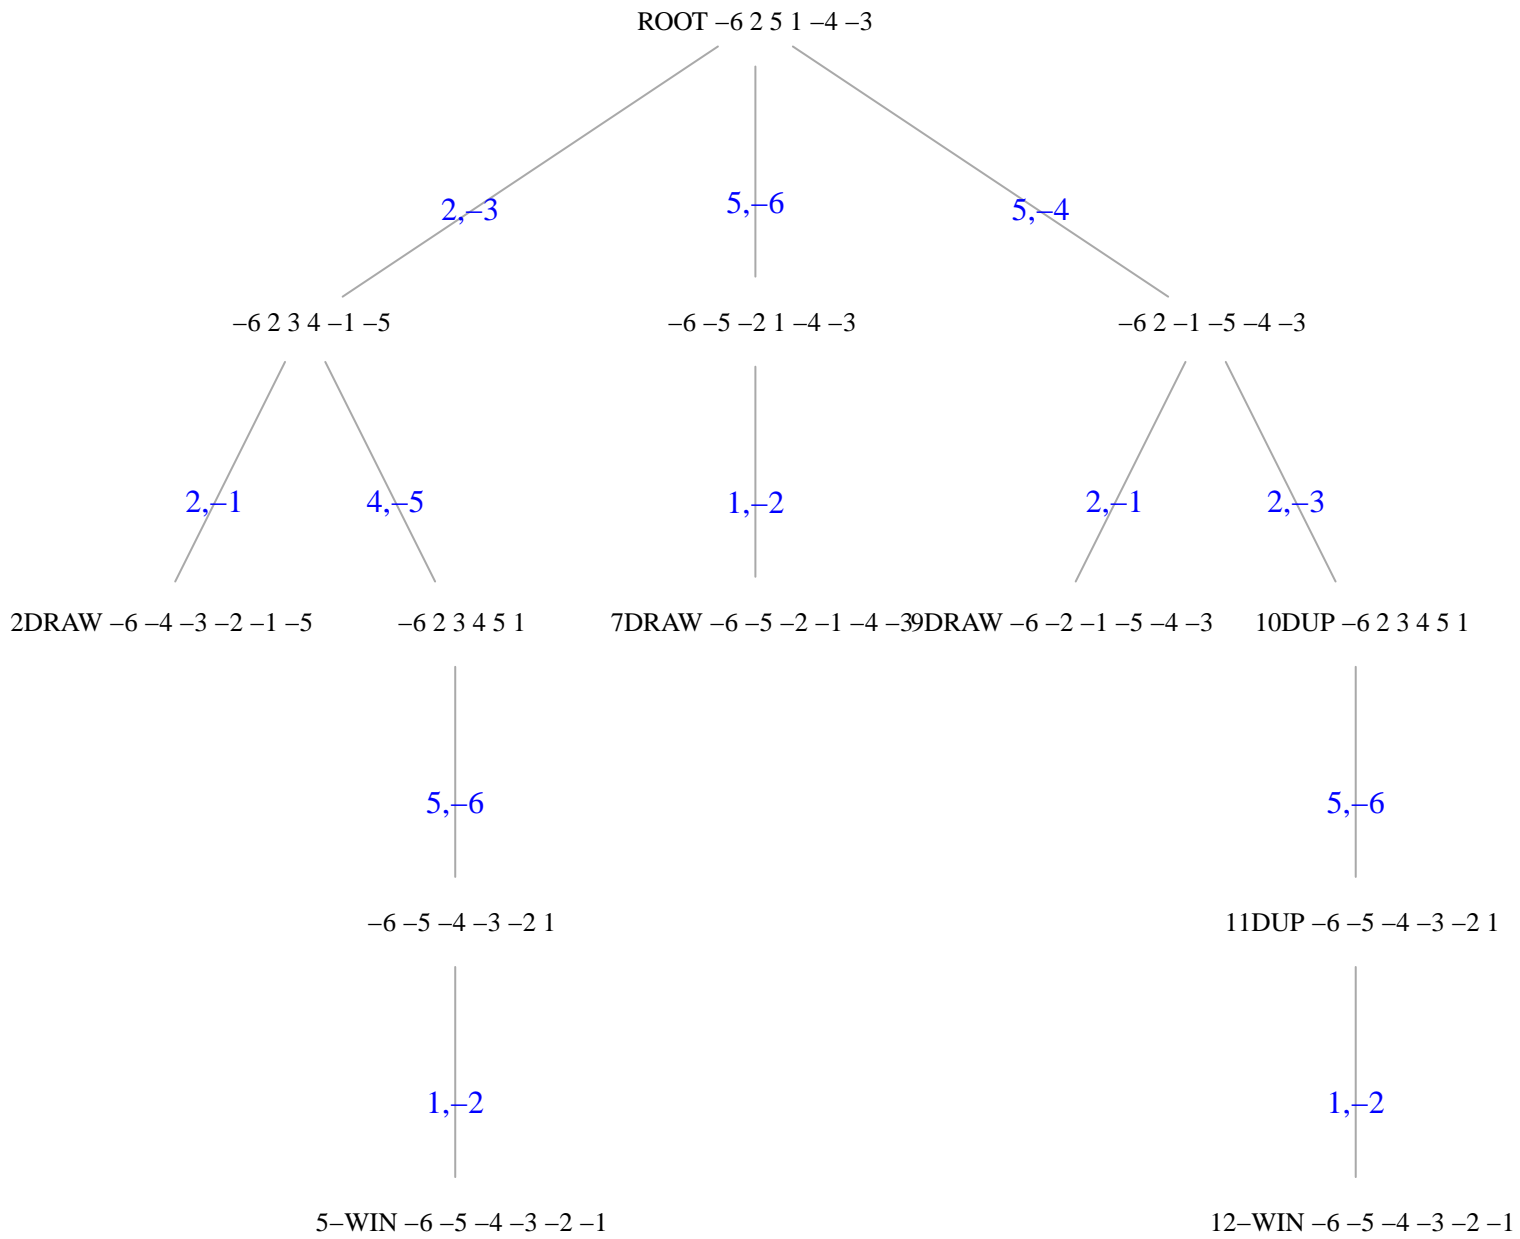 ROOT –6 2 5 1 –4 –3
2,–3
5,–6
5,–4
–6 2 3 4 –1 –5
–6 –5 –2 1 –4 –3
–6 2 –1 –5 –4 –3
2,–1
4,–5
1,–2
2,–1
2,–3
2DRAW –6 –4 –3 –2 –1 –5
–6 2 3 4 5 1
7DRAW –6 –5 –2 –1 –4 –3
9DRAW –6 –2 –1 –5 –4 –3
10DUP –6 2 3 4 5 1
5,–6
5,–6
–6 –5 –4 –3 –2 1
11DUP –6 –5 –4 –3 –2 1
1,–2
1,–2
5–WIN –6 –5 –4 –3 –2 –1
12–WIN –6 –5 –4 –3 –2 –1